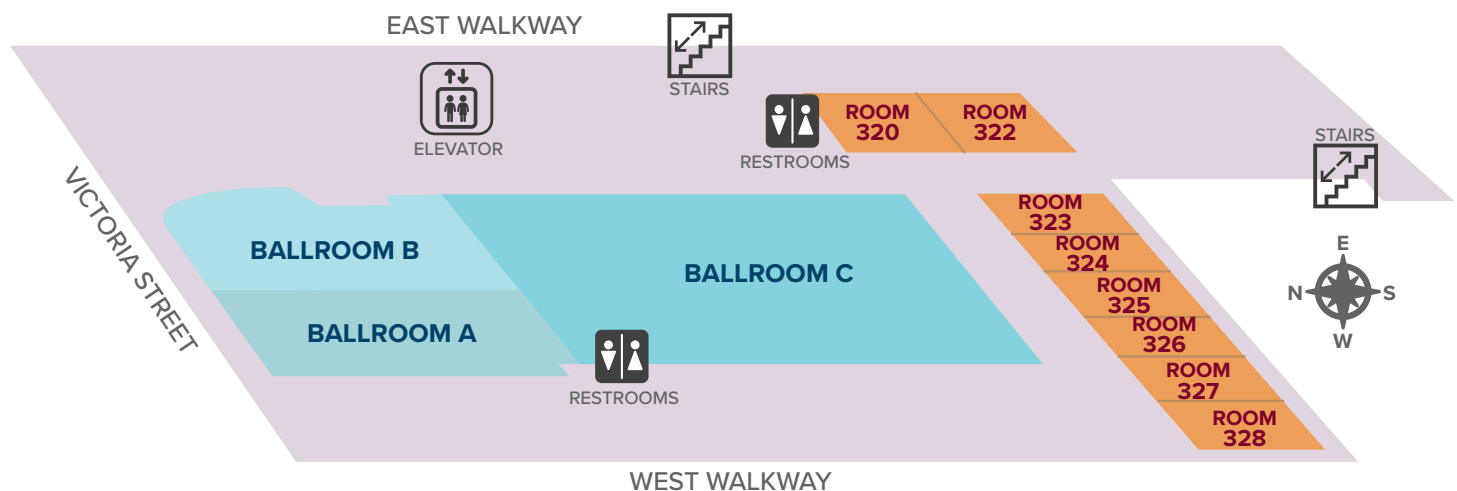 EAST WALKWAY
STAIRS
ELEVATOR
RESTROOMS
ROOM
320
ROOM
322
STAIRS
VICTORIA STREET
BALLROOM B
BALLROOM A
BALLROOM C
RESTROOMS
ROOM
323
ROOM
324
ROOM
325
ROOM
326
ROOM
327
ROOM
328
E
N
S
W
WEST WALKWAY